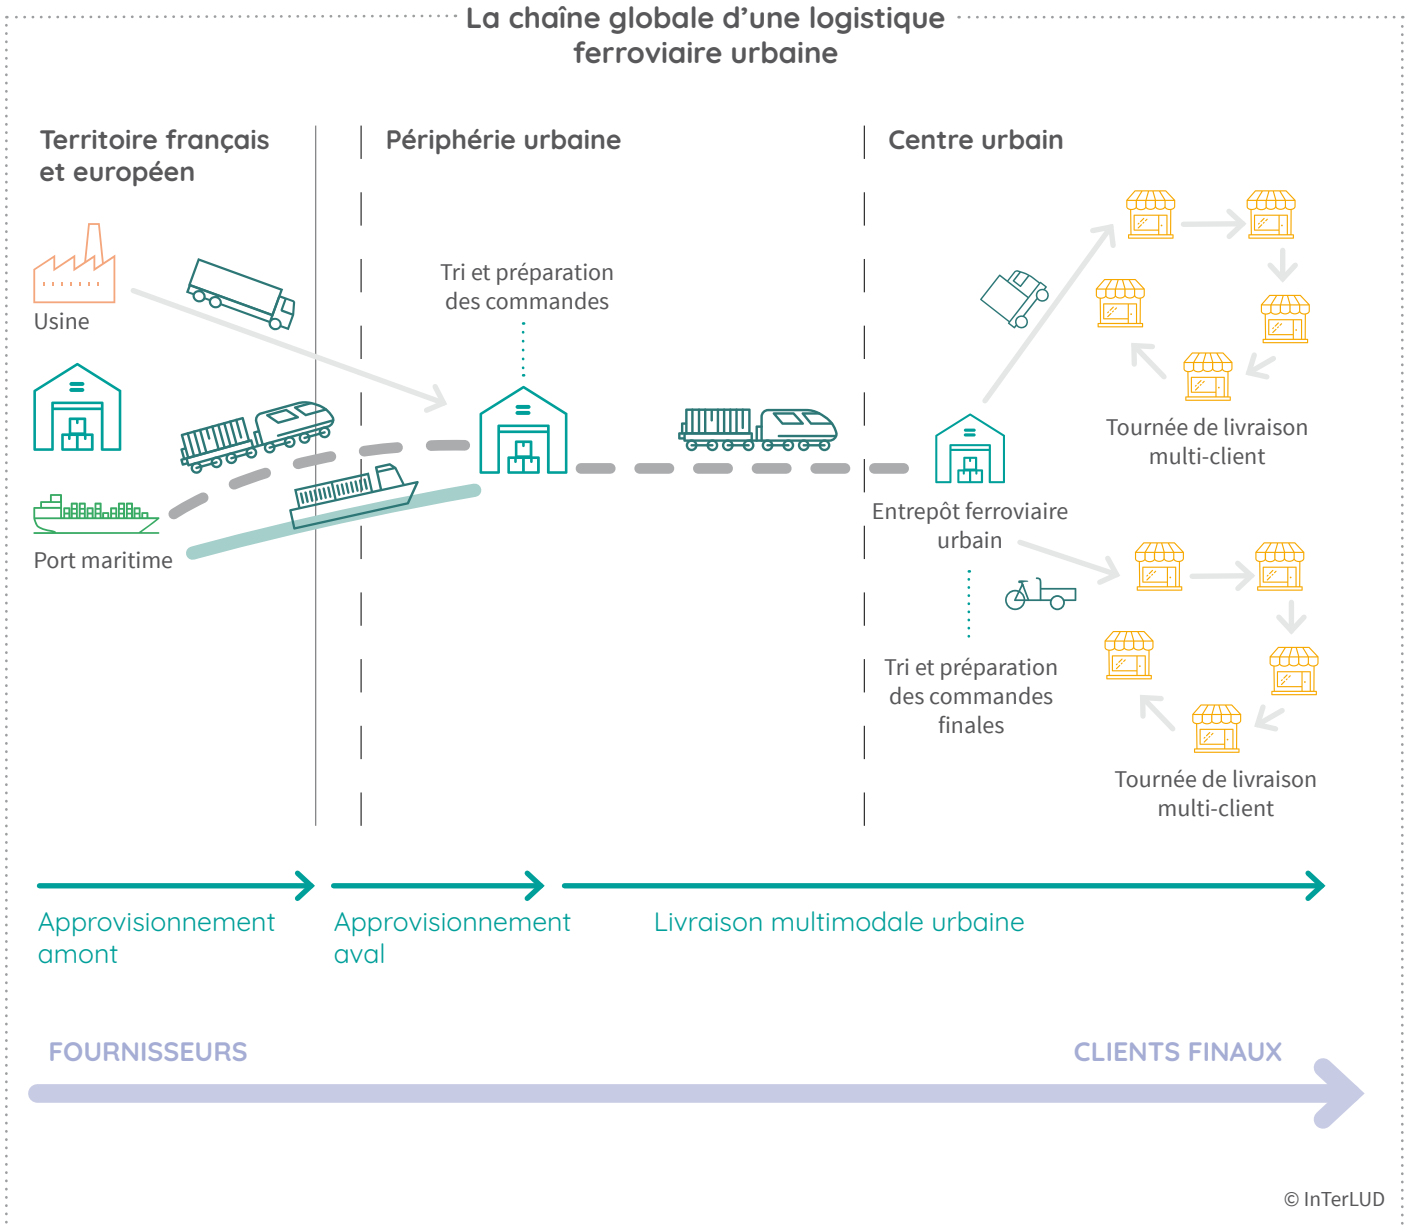 La chaîne globale d’une logistique
ferroviaire urbaine
Territoire français
et européen
Périphérie urbaine
Centre urbain
Usine
Tri et préparation
des commandes
Port maritime
Tournée de livraison
multi-client
Entrepôt ferroviaire
urbain
Tri et préparation
des commandes
finales
Tournée de livraison
multi-client
Approvisionnement
amont
Approvisionnement
aval
Livraison multimodale urbaine
FOURNISSEURS
CLIENTS FINAUX
© InTerLUD